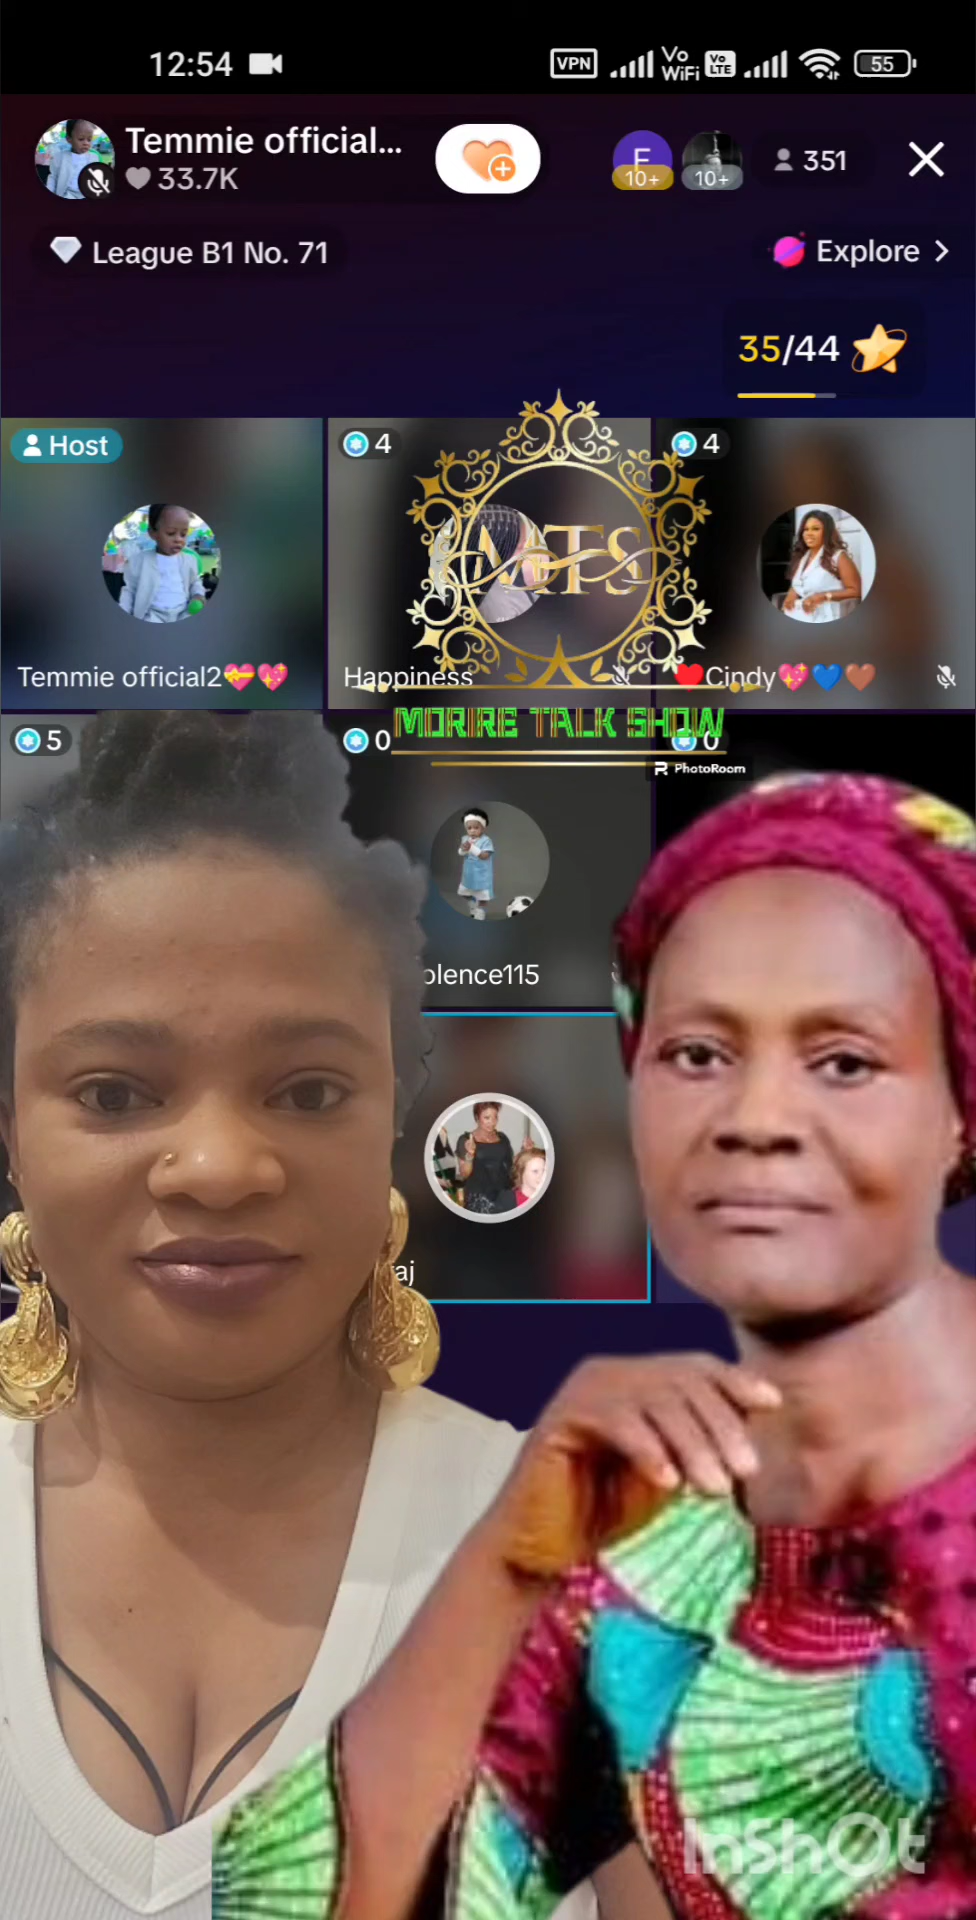 12:54
VPN
Vo
WiFi
Vo
LTE
55
Temmie official...
33.7K
10+
10+
351
League B1 No. 71
Explore >
35/44
Host
4
4
MTS
Temmie official2
Happiness
Cindy
MORIRE TALK SHOW
5
0
0
PhotoRoom
olence115
raj
InShOt